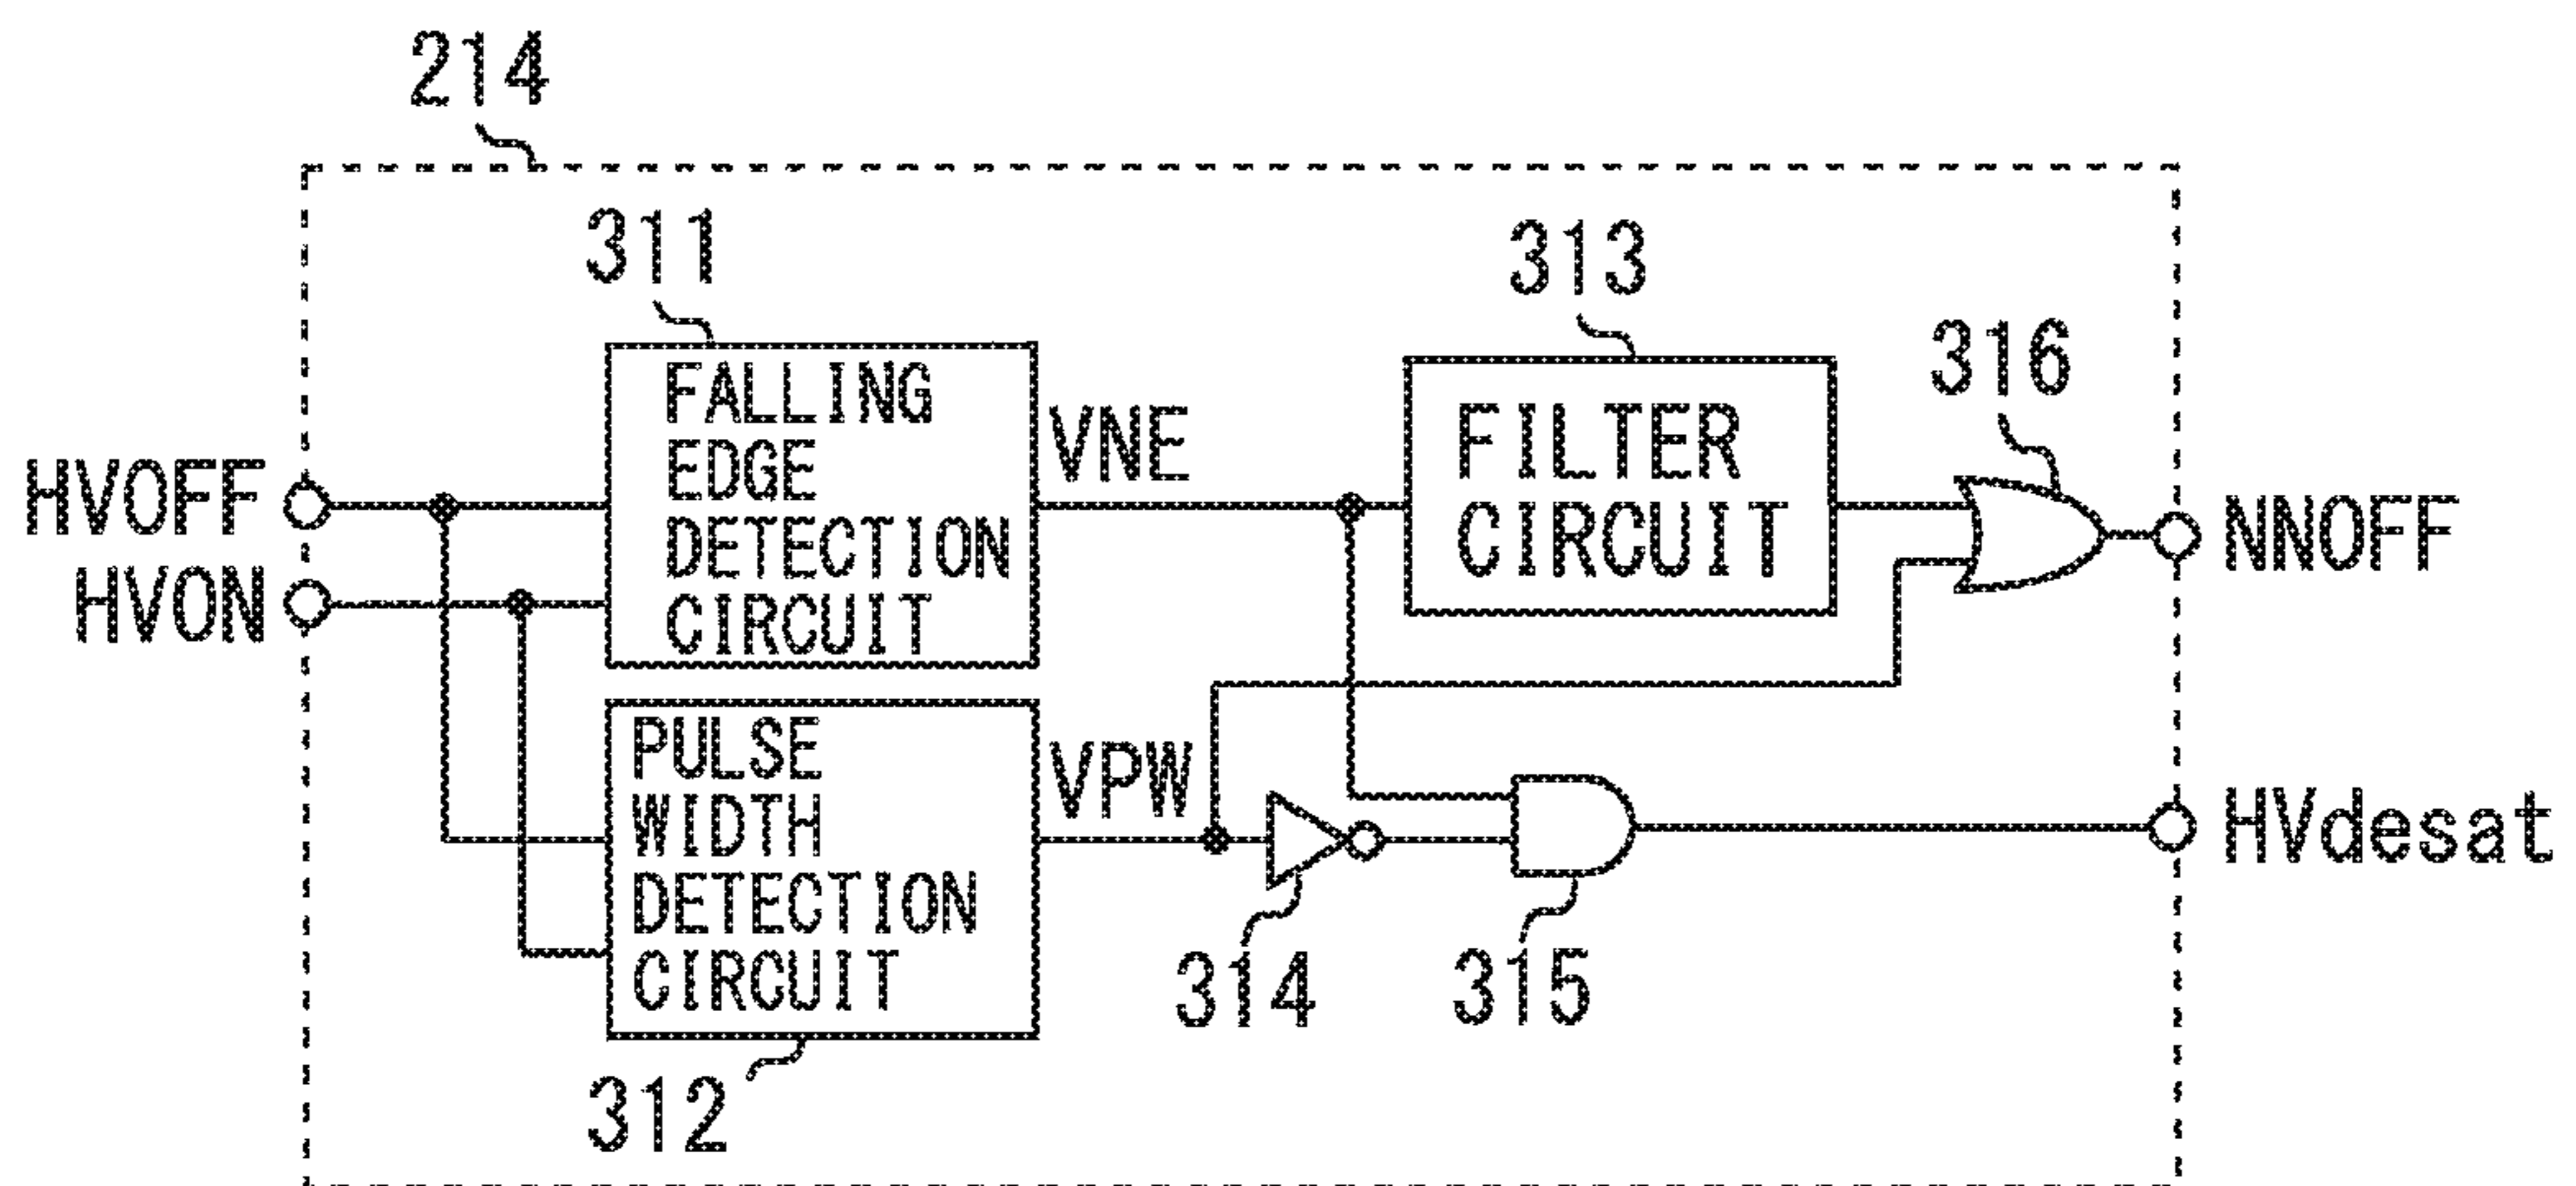 214
311
313
316
FALLING
EDGE
DETECTION
CIRCUIT
VNE
FILTER
CIRCUIT
HVOFF
HVON
NNOFF
PULSE
WIDTH
DETECTION
CIRCUIT
VPW
HVdesat
314
315
312